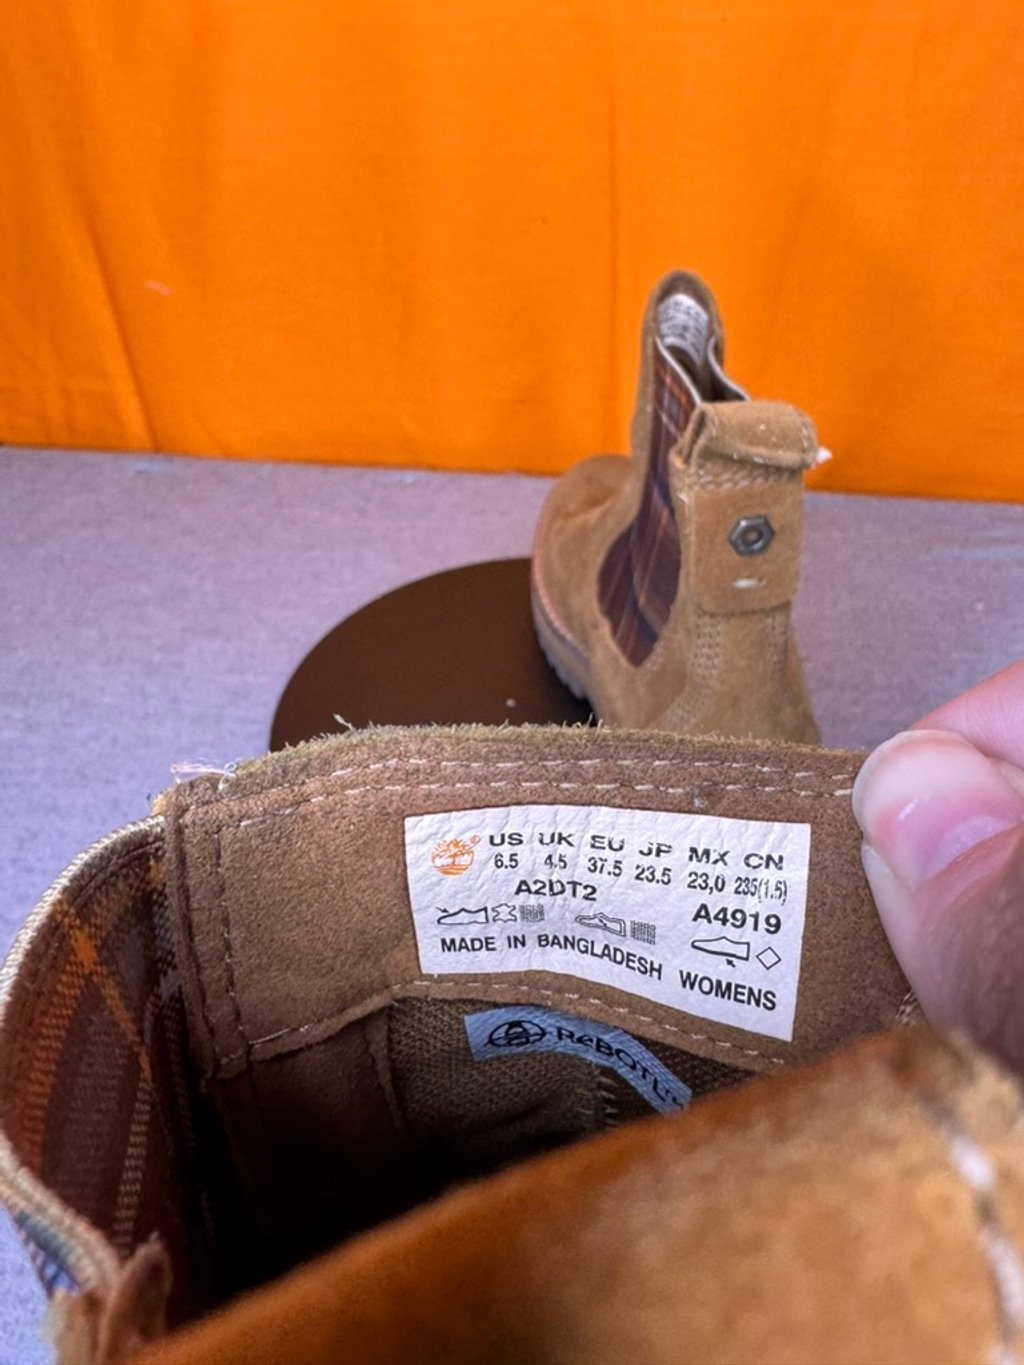 US UK EU JP MX CN
6.5 4.5 37.5 23.5 23,0 235(1.5)
A2DT2
A4919
MADE IN BANGLADESH WOMENS